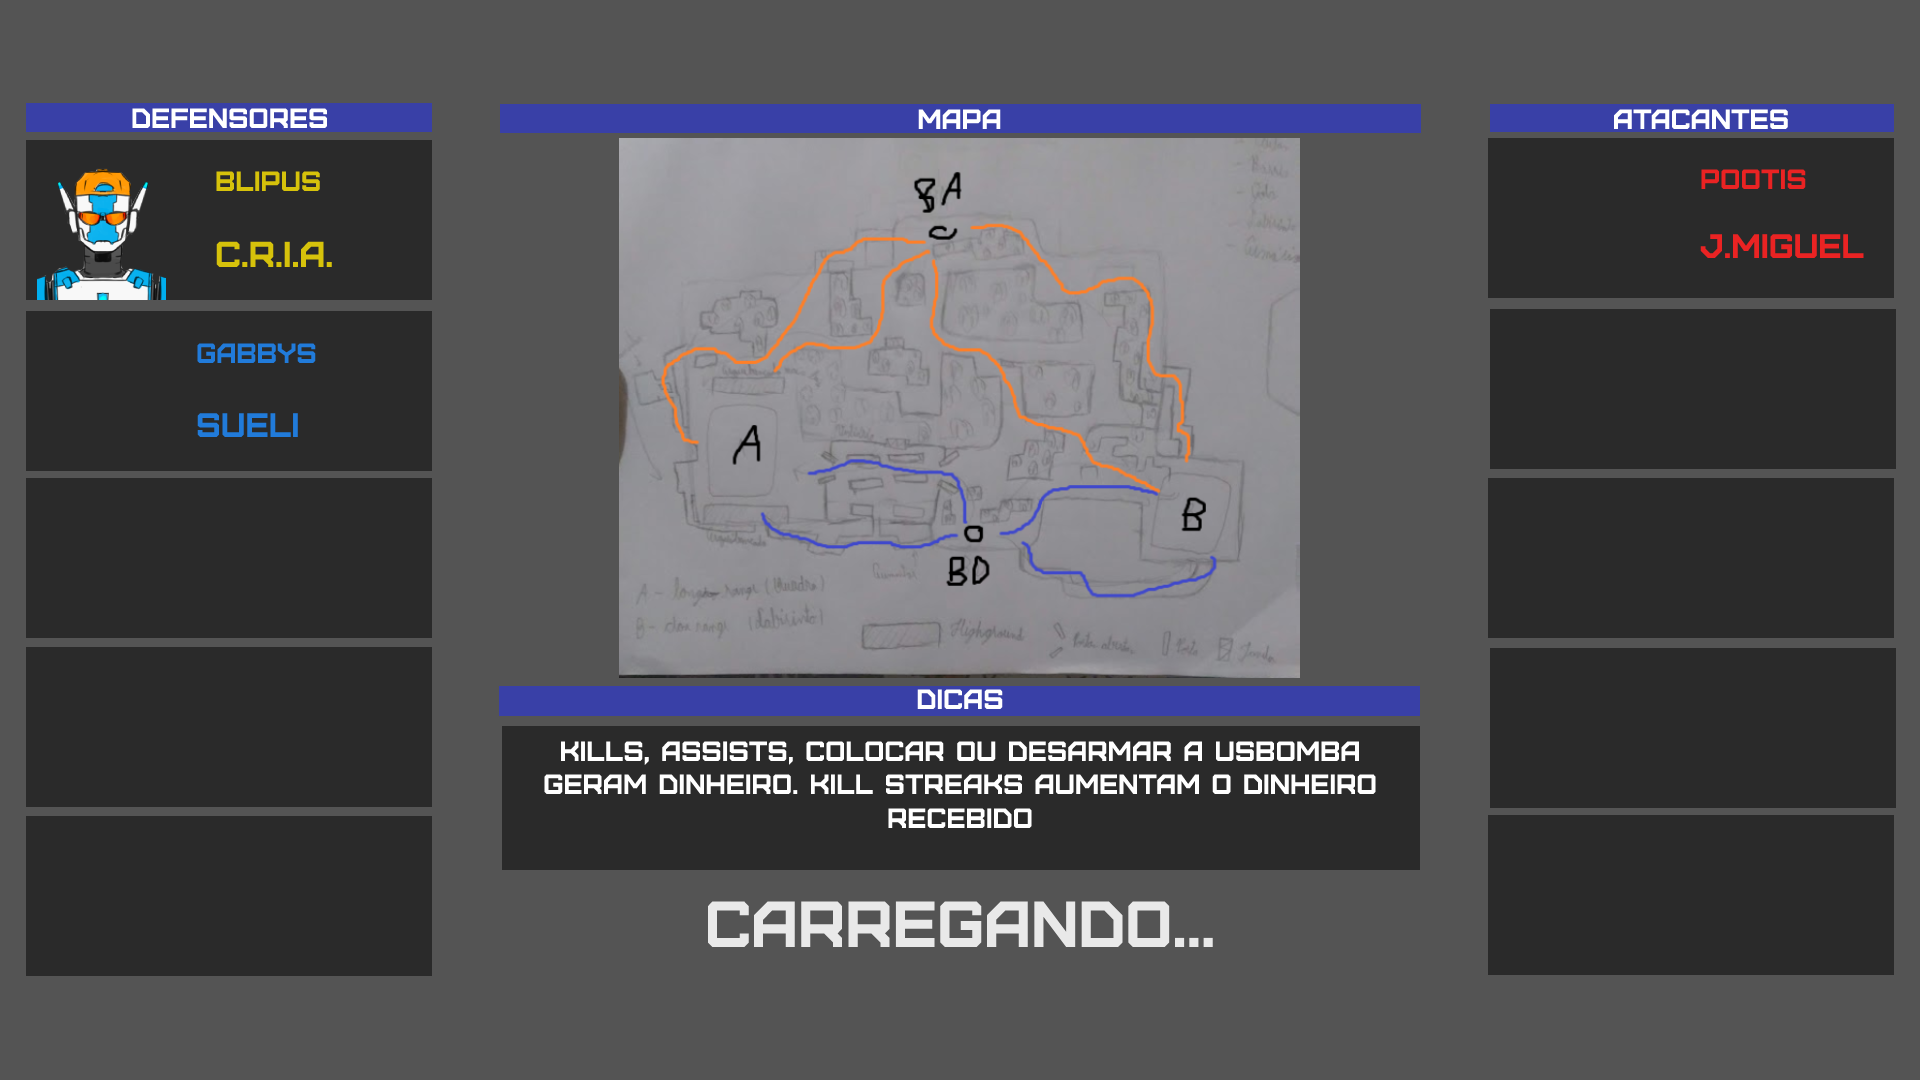 DEFENSORES
BLIPUS
C.R.I.A.
GABBYS
SUELI
MAPA
A
A
B
BD
Highground
DICAS
KILLS, ASSISTS, COLOCAR OU DESARMAR A USBOMBA
GERAM DINHEIRO. KILL STREAKS AUMENTAM O DINHEIRO
RECEBIDO
CARREGANDO...
ATACANTES
POOTIS
J.MIGUEL